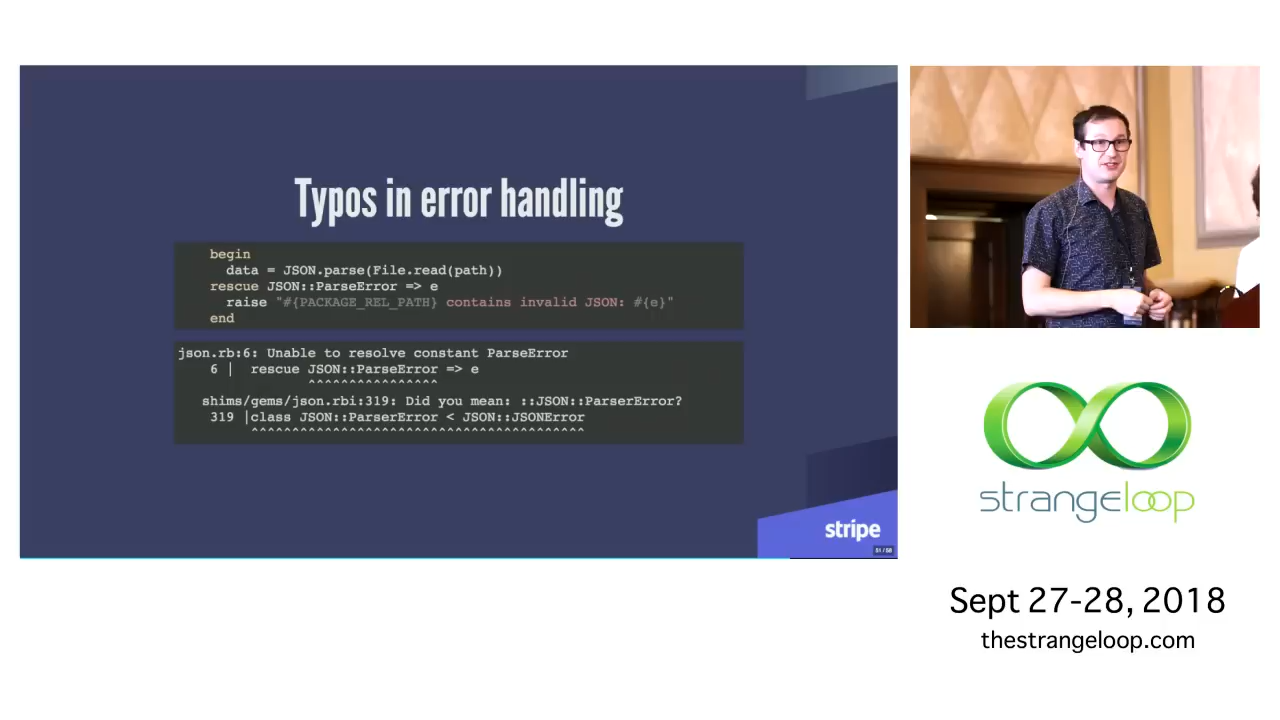 Typos in error handling
begin
data = JSON.parse(File.read(path))
rescue JSON::ParseError => e
raise "#{PACKAGE_REL_PATH} contains invalid JSON: #{e}"
end
json.rb:6: Unable to resolve constant ParseError
6 | rescue JSON::ParseError => e
^^^^^^^^^^^^^^^^
shims/gems/json.rbi:319: Did you mean: ::JSON::ParserError?
319 |class JSON::ParserError < JSON::JSONError
^^^^^^^^^^^^^^^^^^^^^^^^^^^^^^^^^^^^^^^^^
stripe
51 / 58
strangeloop
Sept 27-28, 2018
thestrangeloop.com